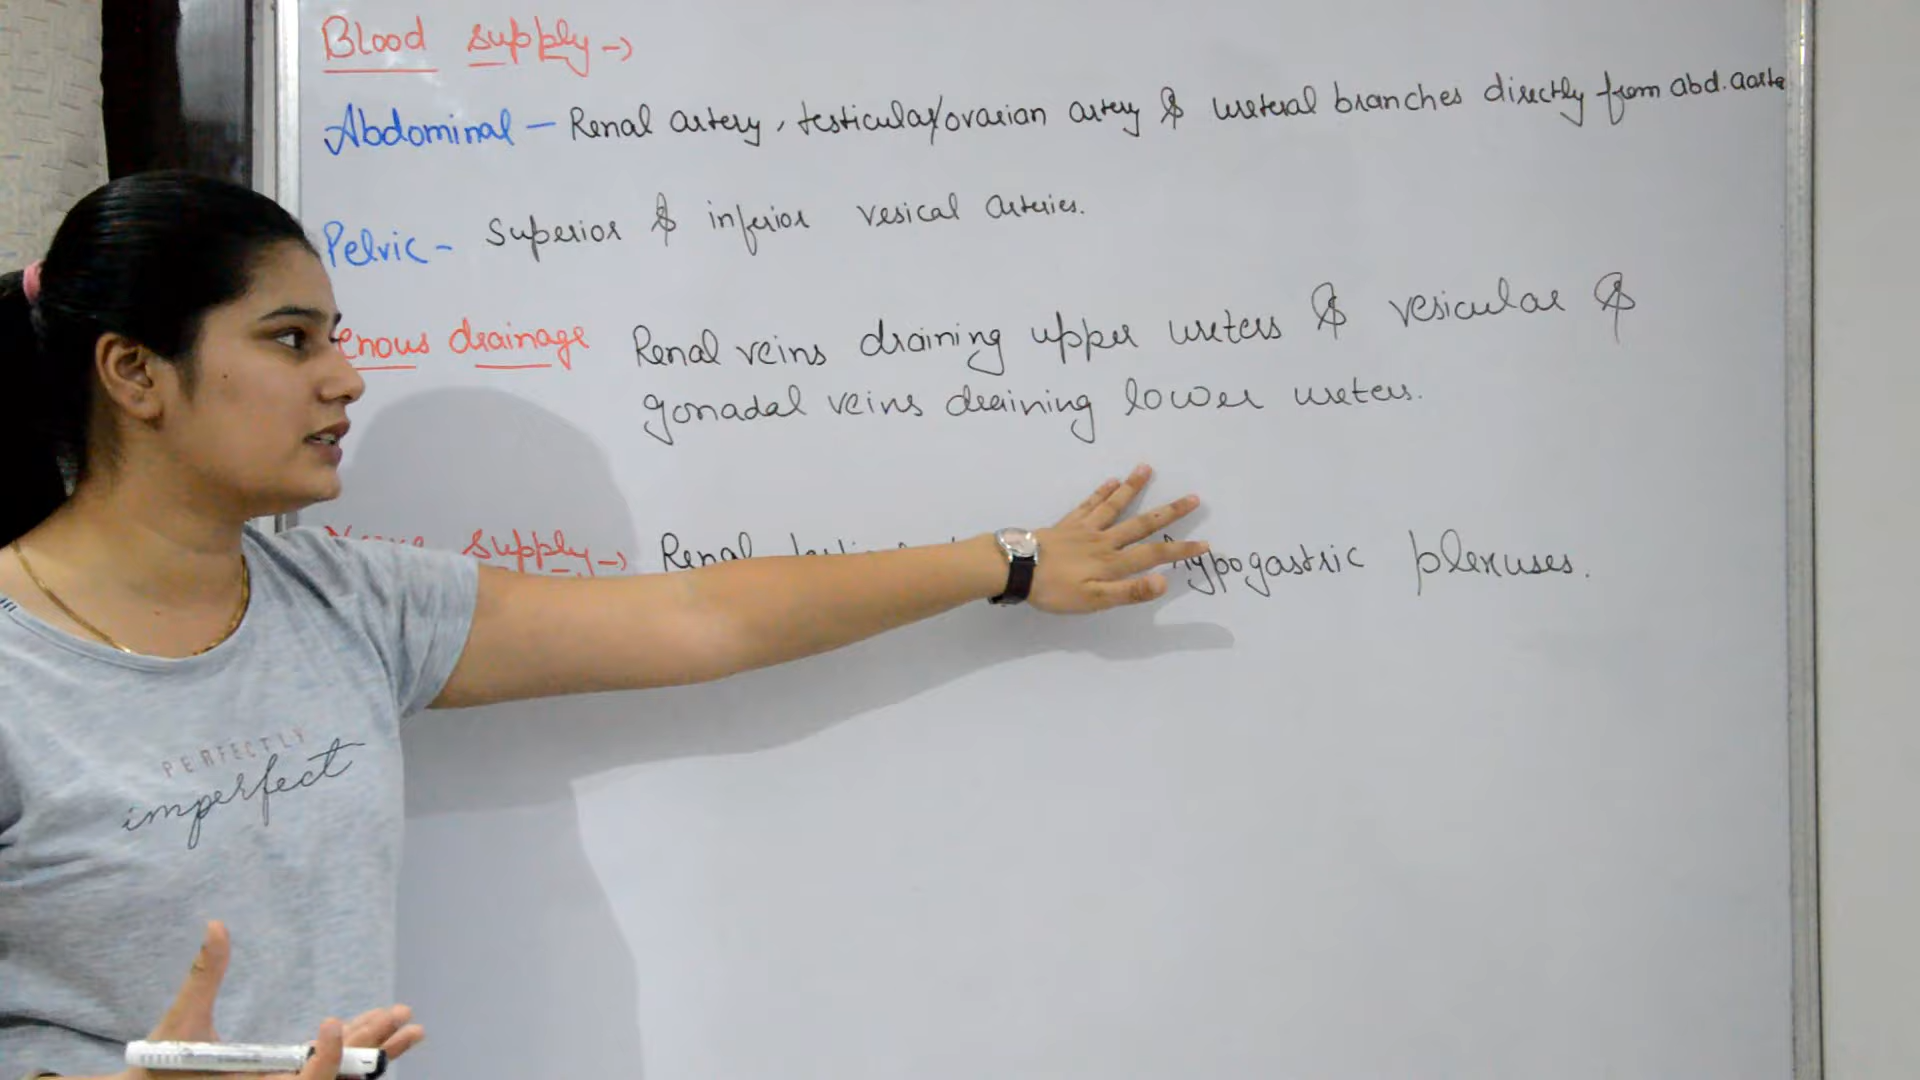 Blood supply →
Abdominal - Renal artery, testicular/ovarian artery & ureteral branches directly from abd. aorta
Pelvic - Superior & inferior vesical arteries.
enous drainage Renal veins draining upper ureters & vesicular &
gonadal veins draining lower ureters.
supply → Renal hypogastric plexuses.
PERFECTLY
imperfect